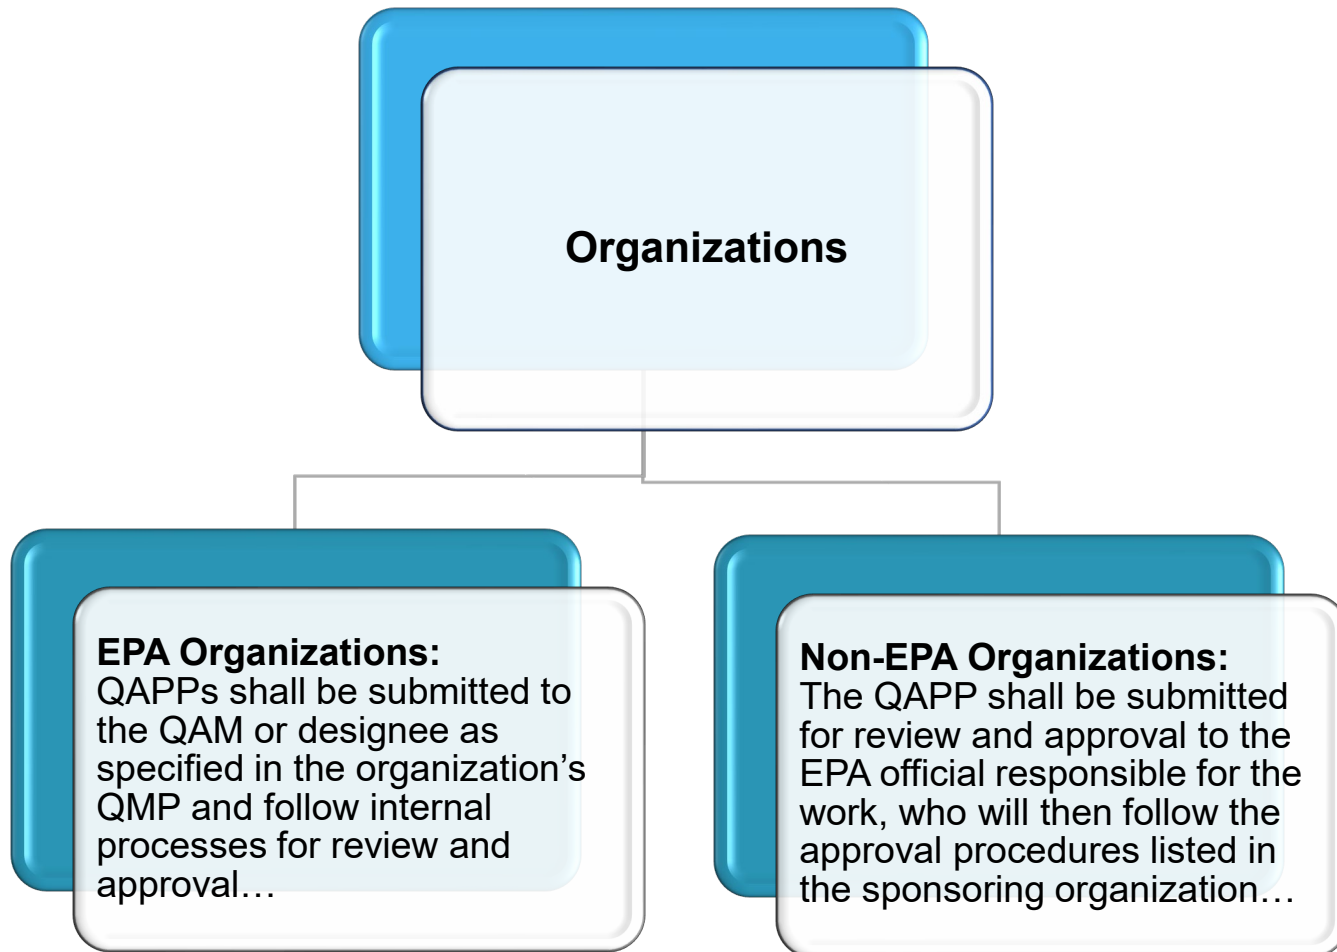 Organizations
EPA Organizations:
QAPPs shall be submitted to
the QAM or designee as
specified in the organization’s
QMP and follow internal
processes for review and
approval…
Non-EPA Organizations:
The QAPP shall be submitted
for review and approval to the
EPA official responsible for the
work, who will then follow the
approval procedures listed in
the sponsoring organization…